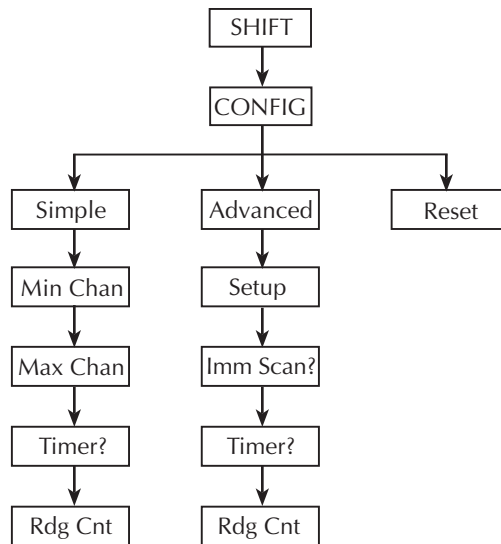 SHIFT
CONFIG
Simple
Advanced
Reset
Min Chan
Setup
Max Chan
Imm Scan?
Timer?
Timer?
Rdg Cnt
Rdg Cnt